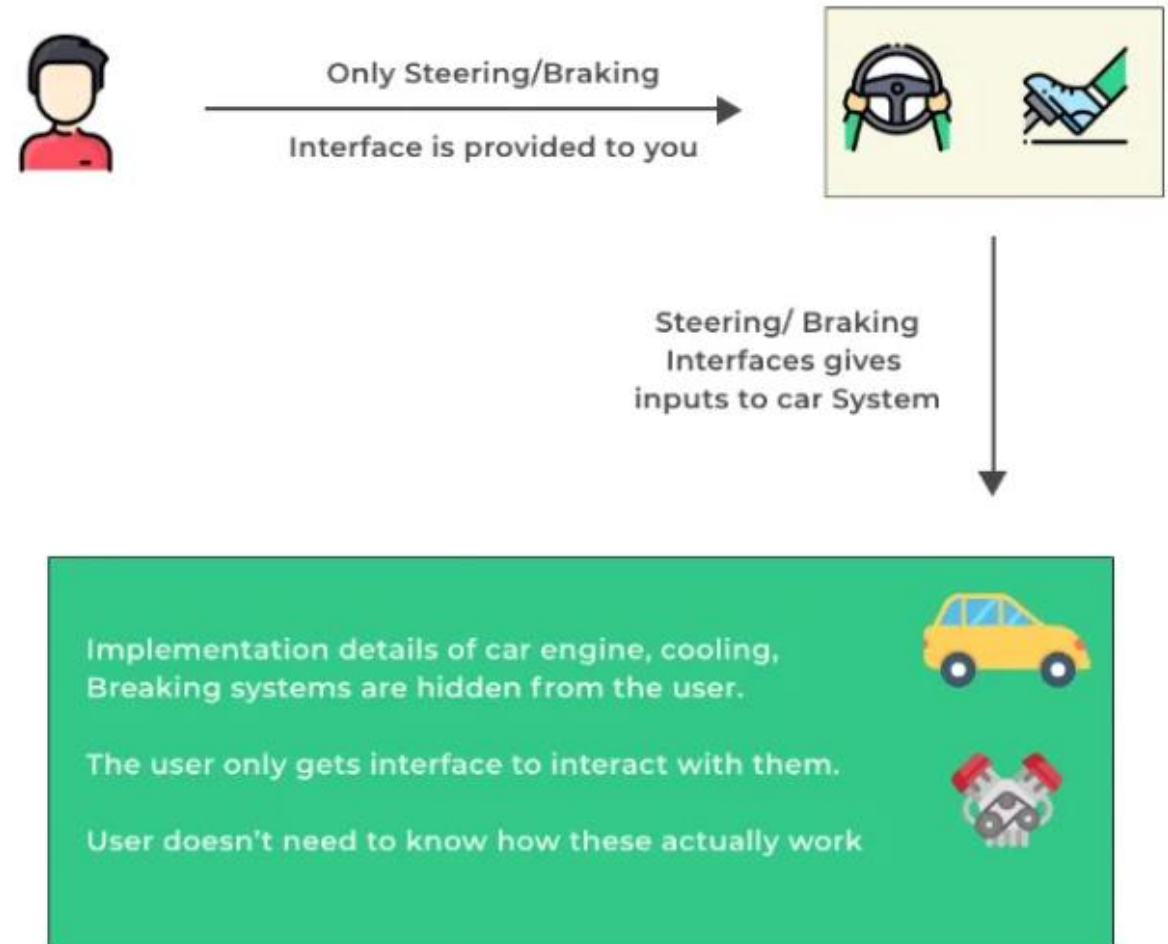 Only Steering/Braking
Interface is provided to you
Steering/ Braking
Interfaces gives
inputs to car System
Implementation details of car engine, cooling,
Breaking systems are hidden from the user.
The user only gets interface to interact with them.
User doesn't need to know how these actually work